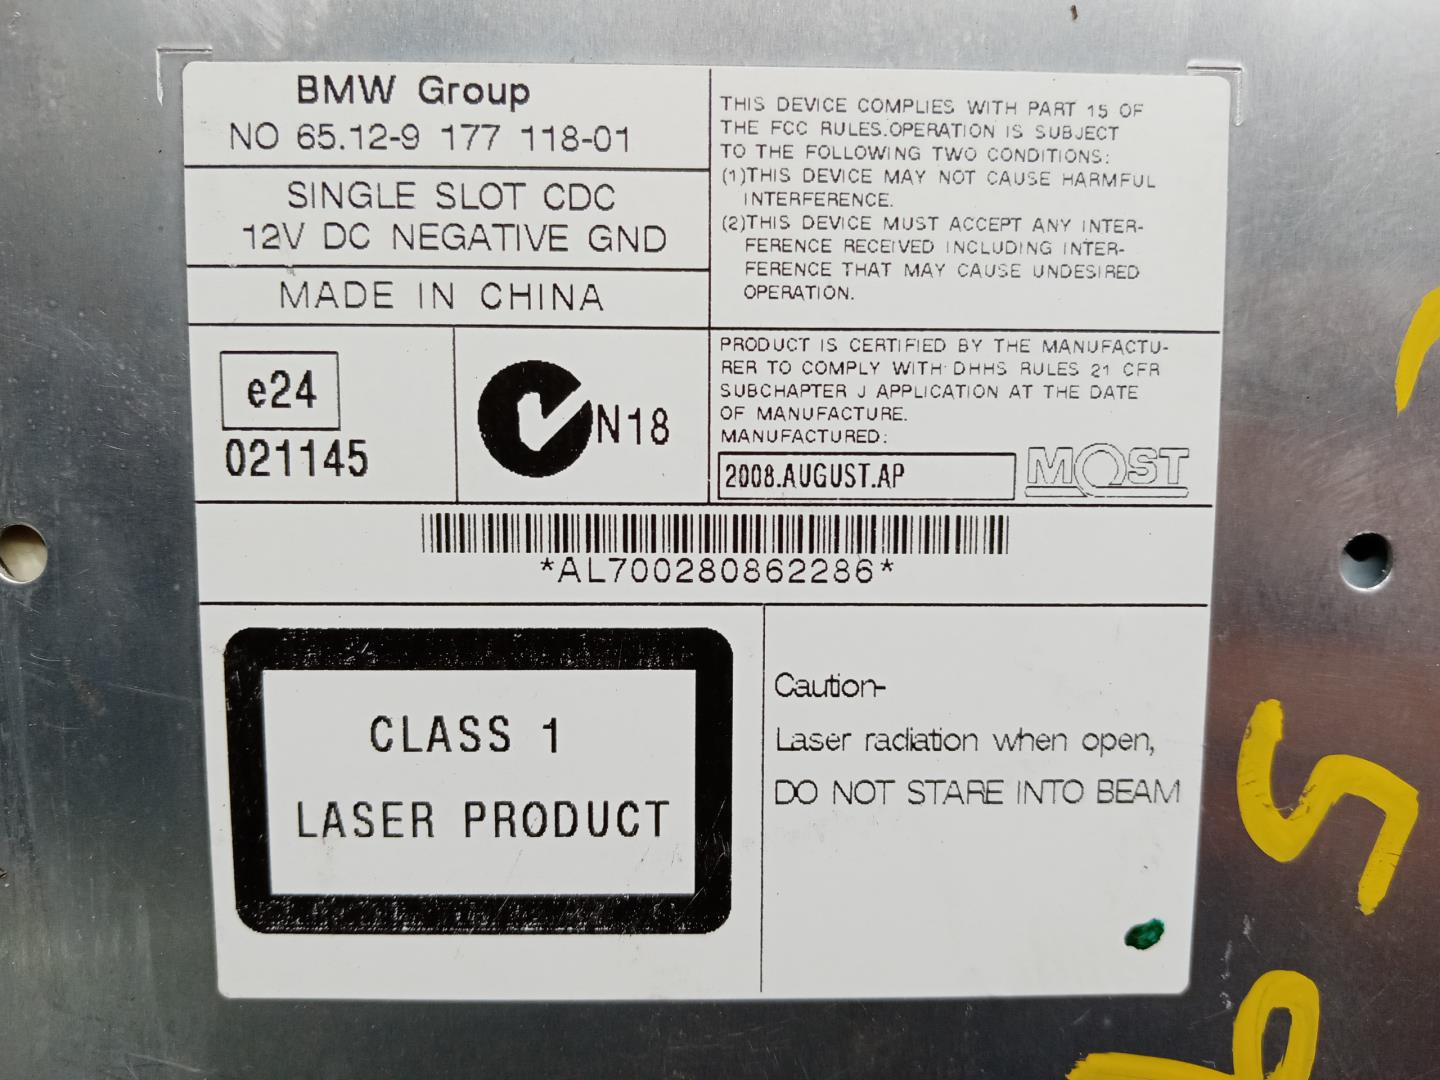 BMW Group
NO 65.12-9 177 118-01
SINGLE SLOT CDC
12V DC NEGATIVE GND
MADE IN CHINA
THIS DEVICE COMPLIES WITH PART 15 OF
THE FCC RULES.OPERATION IS SUBJECT
TO THE FOLLOWING TWO CONDITIONS:
(1)THIS DEVICE MAY NOT CAUSE HARMFUL
INTERFERENCE.
(2)THIS DEVICE MUST ACCEPT ANY INTER-
FERENCE RECEIVED INCLUDING INTER-
FERENCE THAT MAY CAUSE UNDESIRED
OPERATION.
e24
021145
N18
PRODUCT IS CERTIFIED BY THE MANUFACTU-
RER TO COMPLY WITH DHHS RULES 21 CFR
SUBCHAPTER J APPLICATION AT THE DATE
OF MANUFACTURE.
MANUFACTURED:
2008.AUGUST.AP
MOST
*AL700280862286*
CLASS 1
LASER PRODUCT
Caution-
Laser radiation when open,
DO NOT STARE INTO BEAM